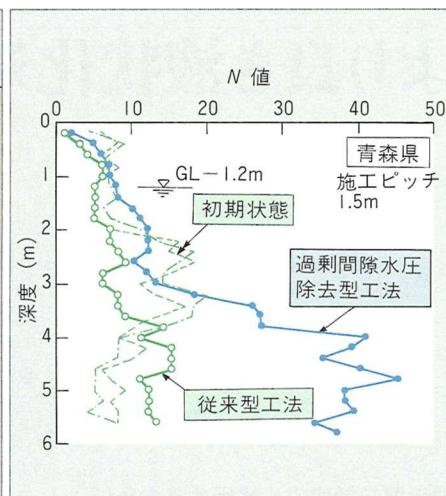 N 値
0 10 20 30 40 50
0
1
2
3
4
5
6
深度 (m)
青森県
施工ピッチ
1.5m
GL−1.2m
初期状態
過剰間隙水圧
除去型工法
従来型工法